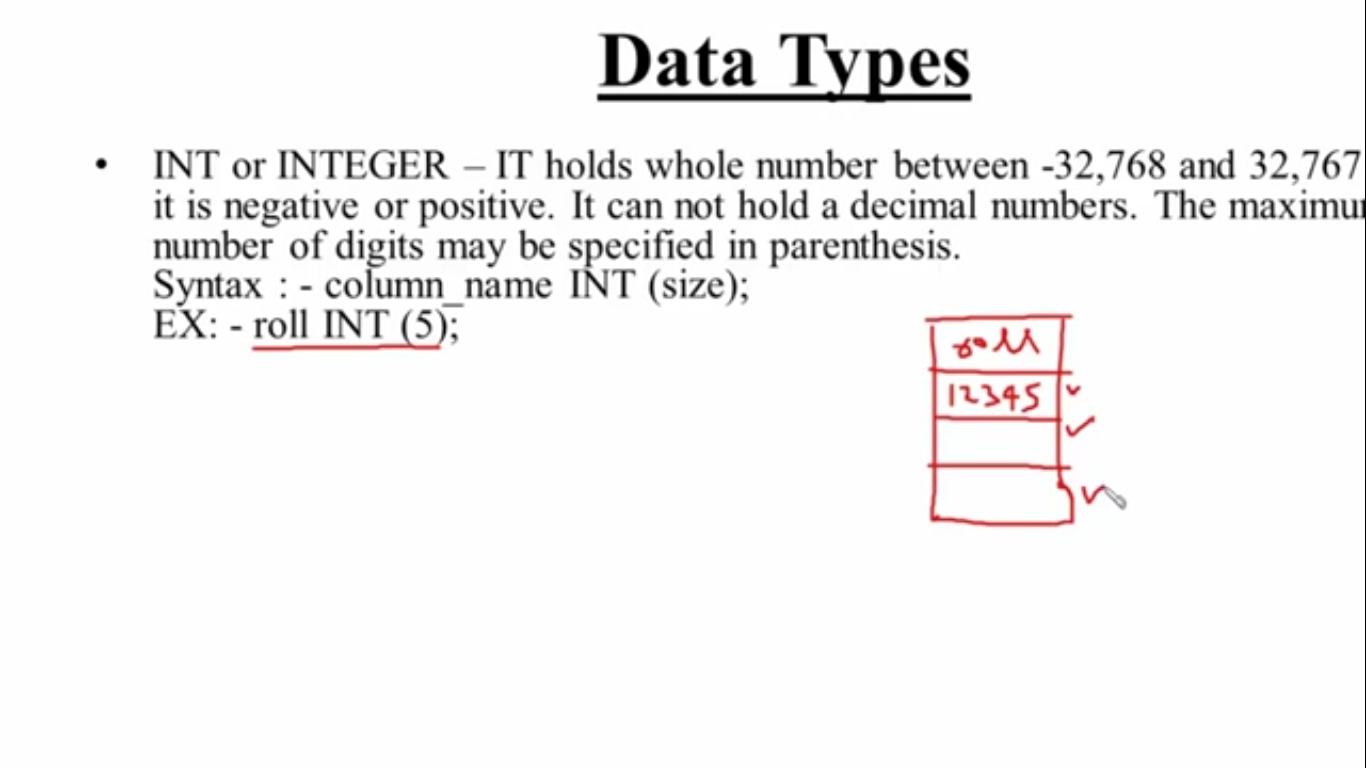 Data Types
• INT or INTEGER – IT holds whole number between -32,768 and 32,767
it is negative or positive. It can not hold a decimal numbers. The maximu
number of digits may be specified in parenthesis.
Syntax : - column_name INT (size);
EX: - roll INT (5);
roll
12345